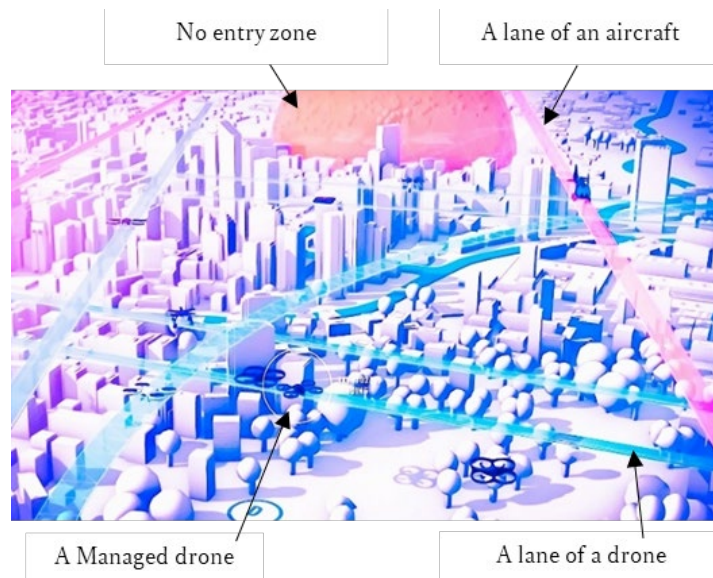 No entry zone
A lane of an aircraft
A Managed drone
A lane of a drone